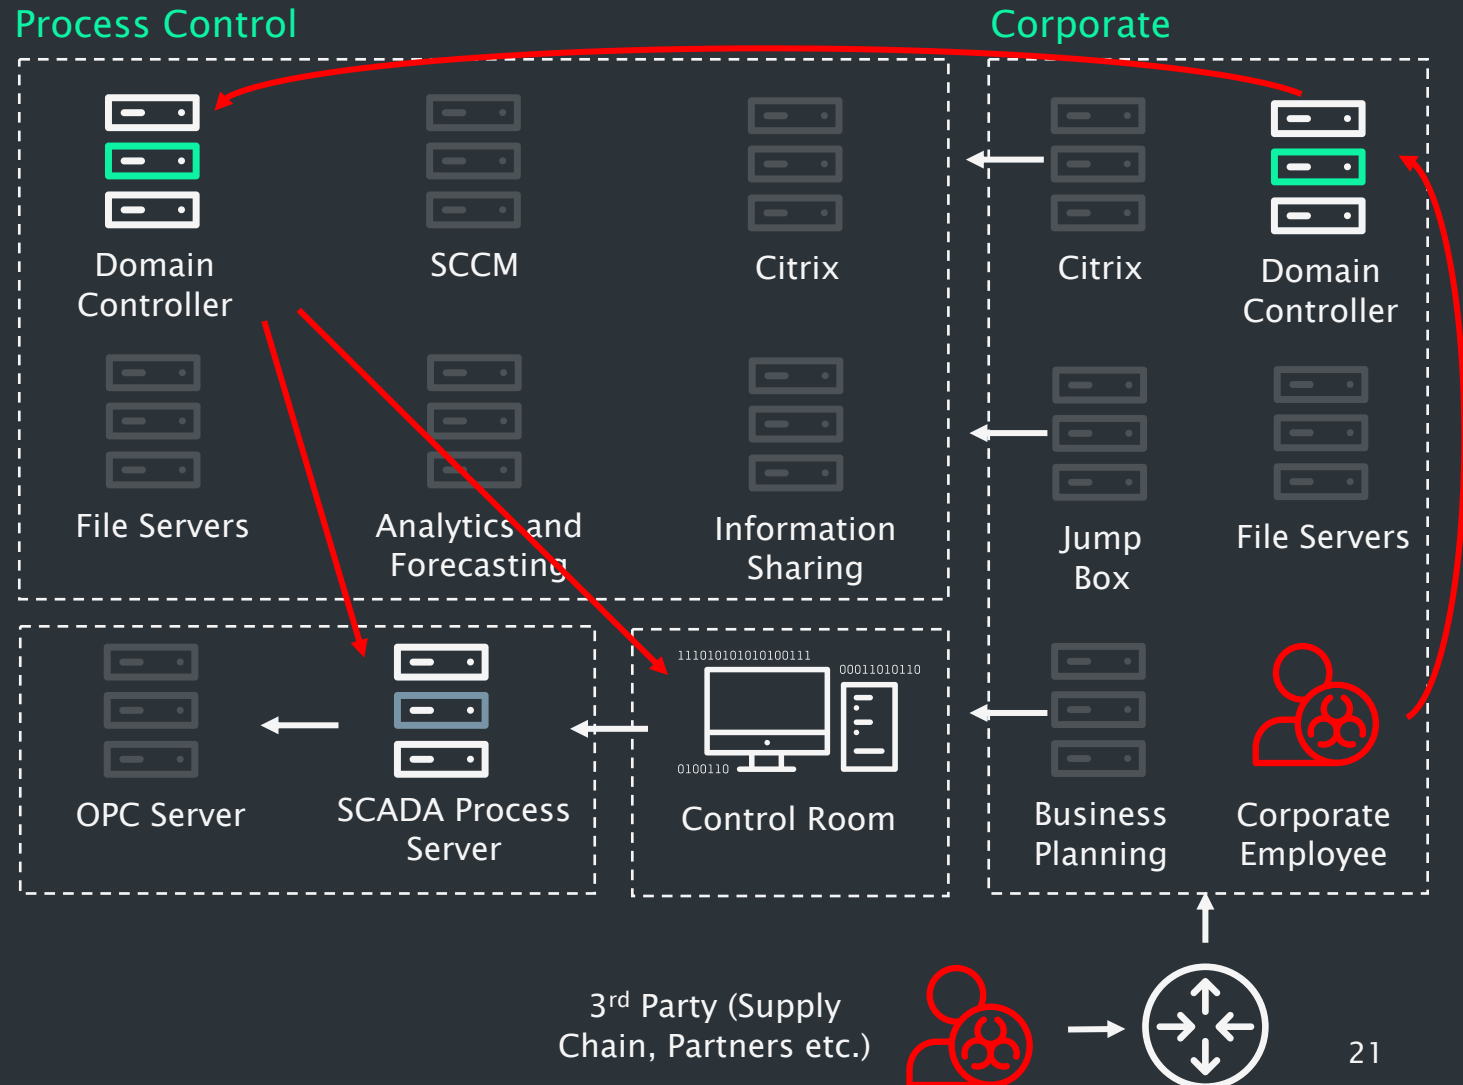 Process Control
Corporate
Domain
Controller
SCCM
Citrix
Citrix
Domain
Controller
File Servers
Analytics and
Forecasting
Information
Sharing
Jump
Box
File Servers
111010101010100111
00011010110
0100110
OPC Server
SCADA Process
Server
Control Room
Business
Planning
Corporate
Employee
3rd Party (Supply
Chain, Partners etc.)
21